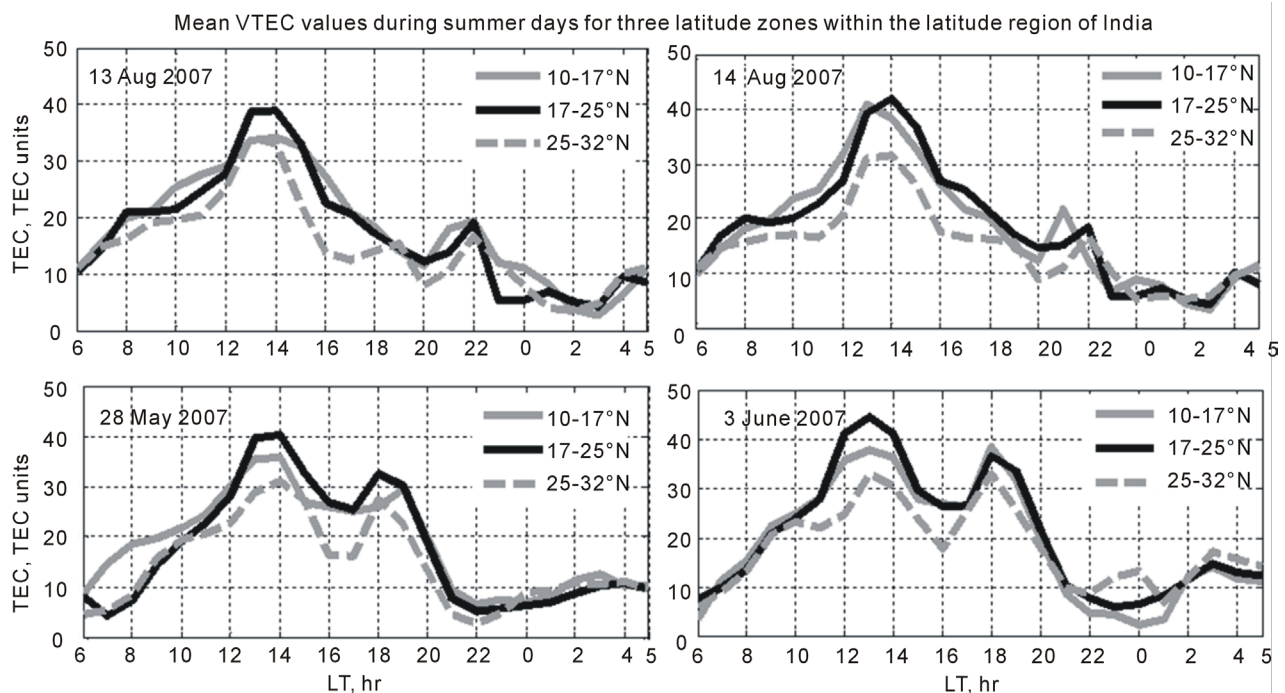 Mean VTEC values during summer days for three latitude zones within the latitude region of India
TEC, TEC units
50
40
30
20
10
0
13 Aug 2007
10-17°N
17-25°N
25-32°N
6 8 10 12 14 16 18 20 22 0 2 4 5
50
40
30
20
10
0
14 Aug 2007
10-17°N
17-25°N
25-32°N
6 8 10 12 14 16 18 20 22 0 2 4 5
TEC, TEC units
50
40
30
20
10
0
28 May 2007
10-17°N
17-25°N
25-32°N
6 8 10 12 14 16 18 20 22 0 2 4 5
LT, hr
50
40
30
20
10
0
3 June 2007
10-17°N
17-25°N
25-32°N
6 8 10 12 14 16 18 20 22 0 2 4 5
LT, hr